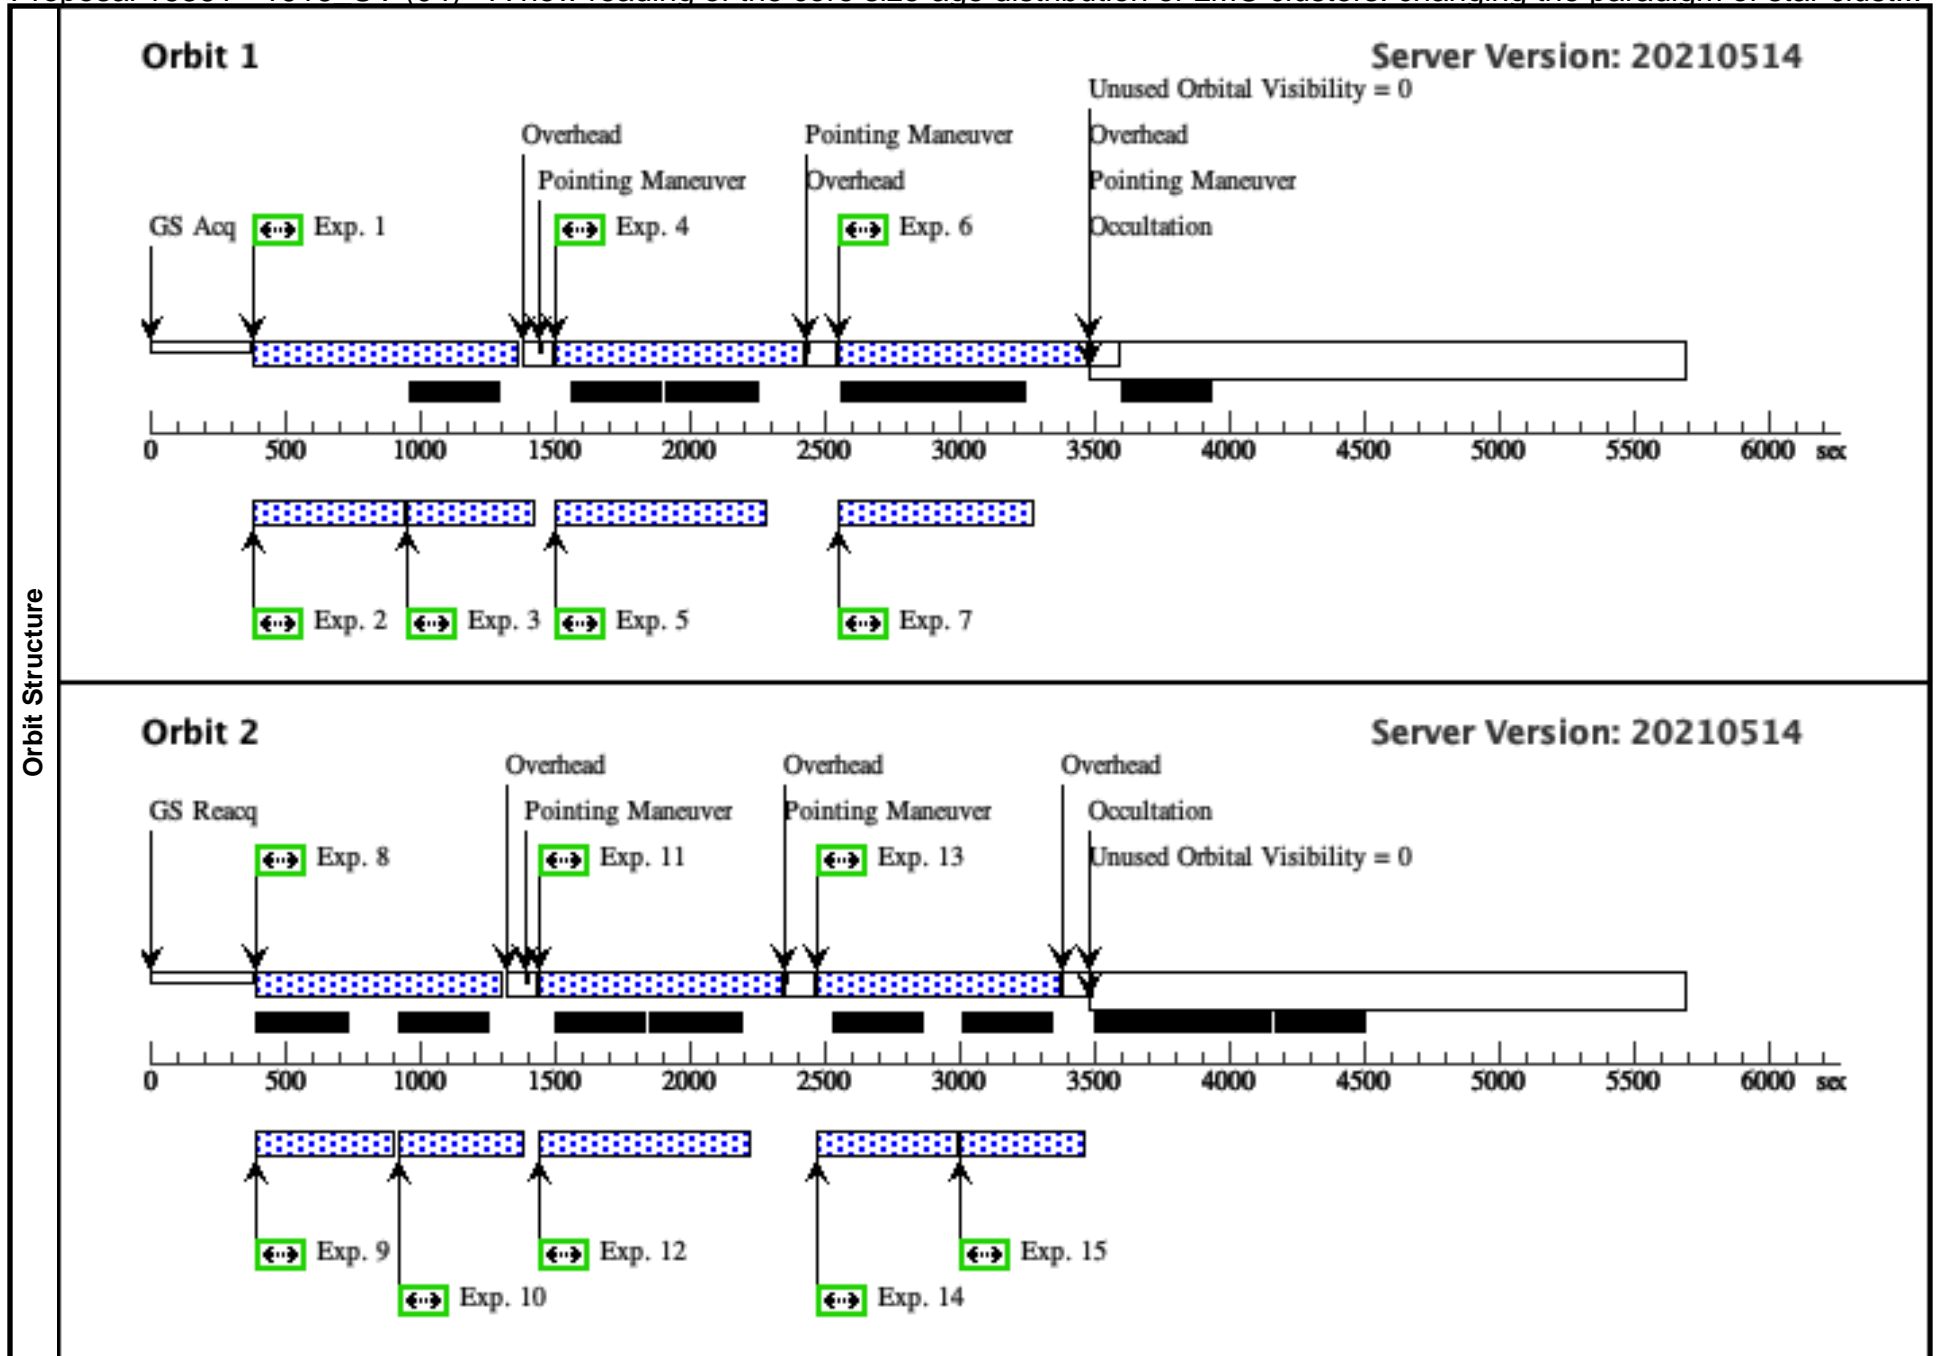 Orbit Structure
Orbit 1
Server Version: 20210514
Unused Orbital Visibility = 0
Overhead
Pointing Maneuver
Overhead
Pointing Maneuver
Overhead
Pointing Maneuver
GS Acq
Exp. 1
Exp. 4
Exp. 6
Occultation
0 500 1000 1500 2000 2500 3000 3500 4000 4500 5000 5500 6000 sec
Exp. 2
Exp. 3
Exp. 5
Exp. 7
Orbit 2
Server Version: 20210514
Overhead
Overhead
Overhead
GS Reacq
Pointing Maneuver
Pointing Maneuver
Occultation
Exp. 8
Exp. 11
Exp. 13
Unused Orbital Visibility = 0
0 500 1000 1500 2000 2500 3000 3500 4000 4500 5000 5500 6000 sec
Exp. 9
Exp. 12
Exp. 15
Exp. 10
Exp. 14